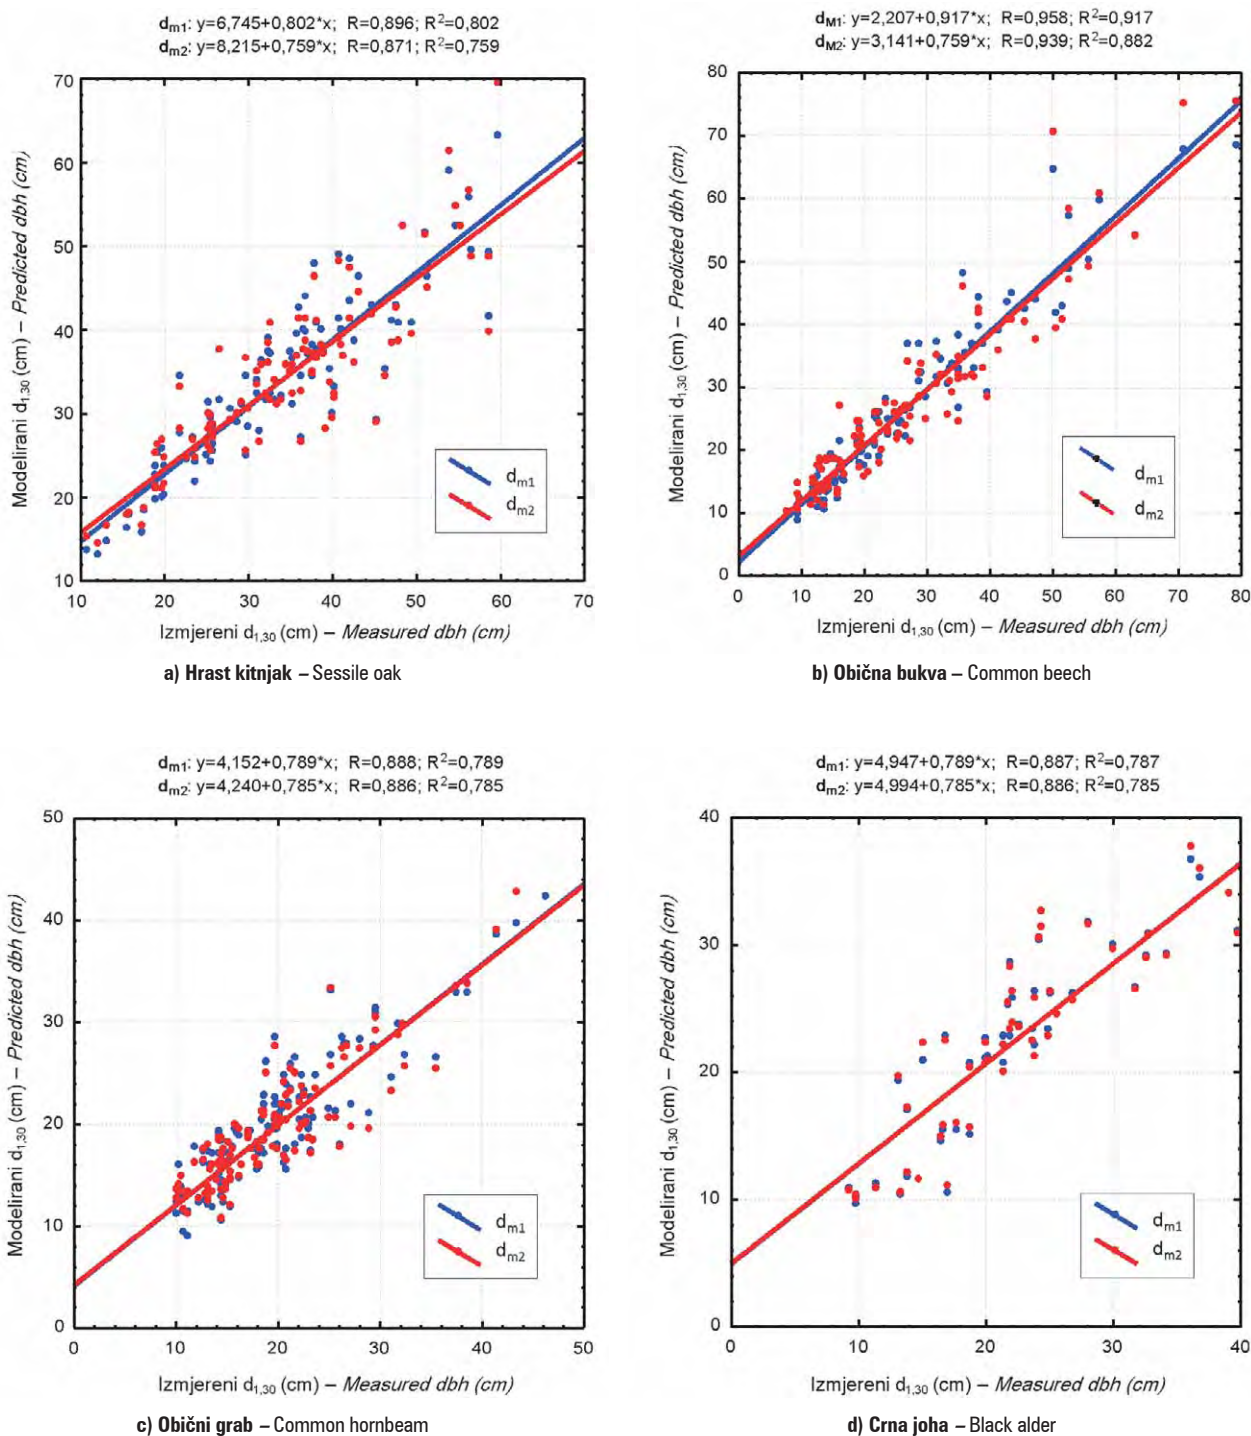 dm1: y=6,745+0,802*x; R=0,896; R²=0,802
dm2: y=8,215+0,759*x; R=0,871; R²=0,759
70
60
50
40
30
20
10
Modelirani d1,30 (cm) – Predicted dbh (cm)
dm1
dm2
10 20 30 40 50 60 70
Izmjereni d1,30 (cm) – Measured dbh (cm)
a) Hrast kitnjak – Sessile oak
dM1: y=2,207+0,917*x; R=0,958; R²=0,917
dM2: y=3,141+0,759*x; R=0,939; R²=0,882
80
70
60
50
40
30
20
10
0
Modelirani d1,30 (cm) – Predicted dbh (cm)
dm1
dm2
0 10 20 30 40 50 60 70 80
Izmjereni d1,30 (cm) – Measured dbh (cm)
b) Obična bukva – Common beech
dm1: y=4,152+0,789*x; R=0,888; R²=0,789
dm2: y=4,240+0,785*x; R=0,886; R²=0,785
50
40
30
20
10
0
Modelirani d1,30 (cm) – Predicted dbh (cm)
dm1
dm2
0 10 20 30 40 50
Izmjereni d1,30 (cm) – Measured dbh (cm)
c) Obični grab – Common hornbeam
dm1: y=4,947+0,789*x; R=0,887; R²=0,787
dm2: y=4,994+0,785*x; R=0,886; R²=0,785
40
30
20
10
0
Modelirani d1,30 (cm) – Predicted dbh (cm)
dm1
dm2
0 10 20 30 40
Izmjereni d1,30 (cm) – Measured dbh (cm)
d) Crna joha – Black alder